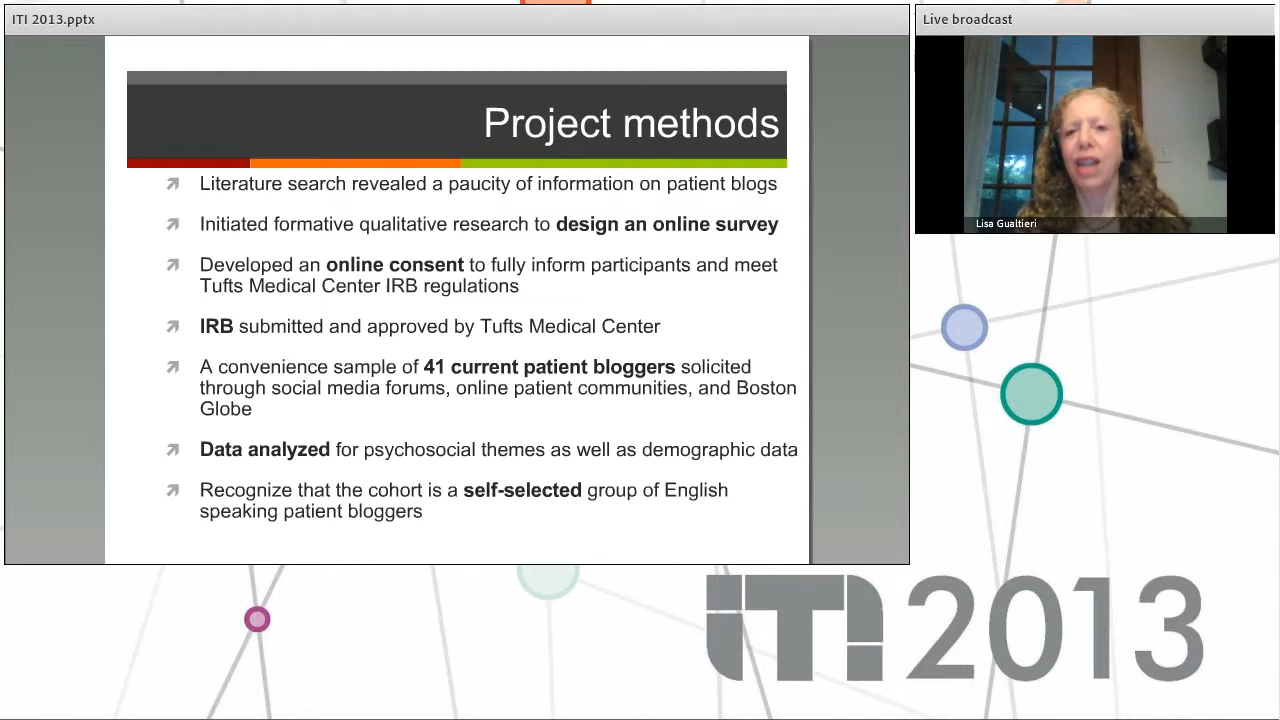 ITI 2013.pptx
Live broadcast
Project methods
Literature search revealed a paucity of information on patient blogs
Initiated formative qualitative research to design an online survey
Developed an online consent to fully inform participants and meet
Tufts Medical Center IRB regulations
IRB submitted and approved by Tufts Medical Center
A convenience sample of 41 current patient bloggers solicited
through social media forums, online patient communities, and Boston
Globe
Data analyzed for psychosocial themes as well as demographic data
Recognize that the cohort is a self-selected group of English
speaking patient bloggers
Lisa Gualtieri
ITI 2013